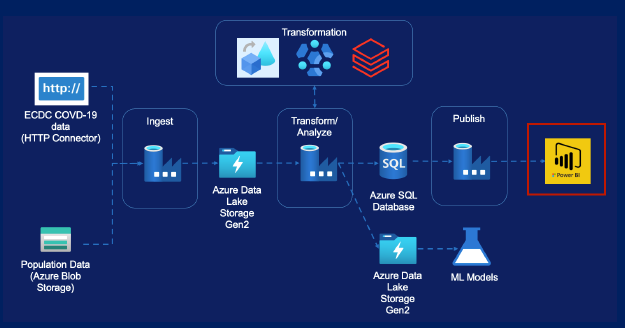 Transformation
http://
ECDC COVD-19
data
(HTTP Connector)
Ingest
Transform/
Analyze
Publish
SQL
Power BI
Azure Data
Lake
Storage
Gen2
Azure SQL
Database
Population Data
(Azure Blob
Storage)
Azure Data
Lake
Storage
Gen2
ML Models